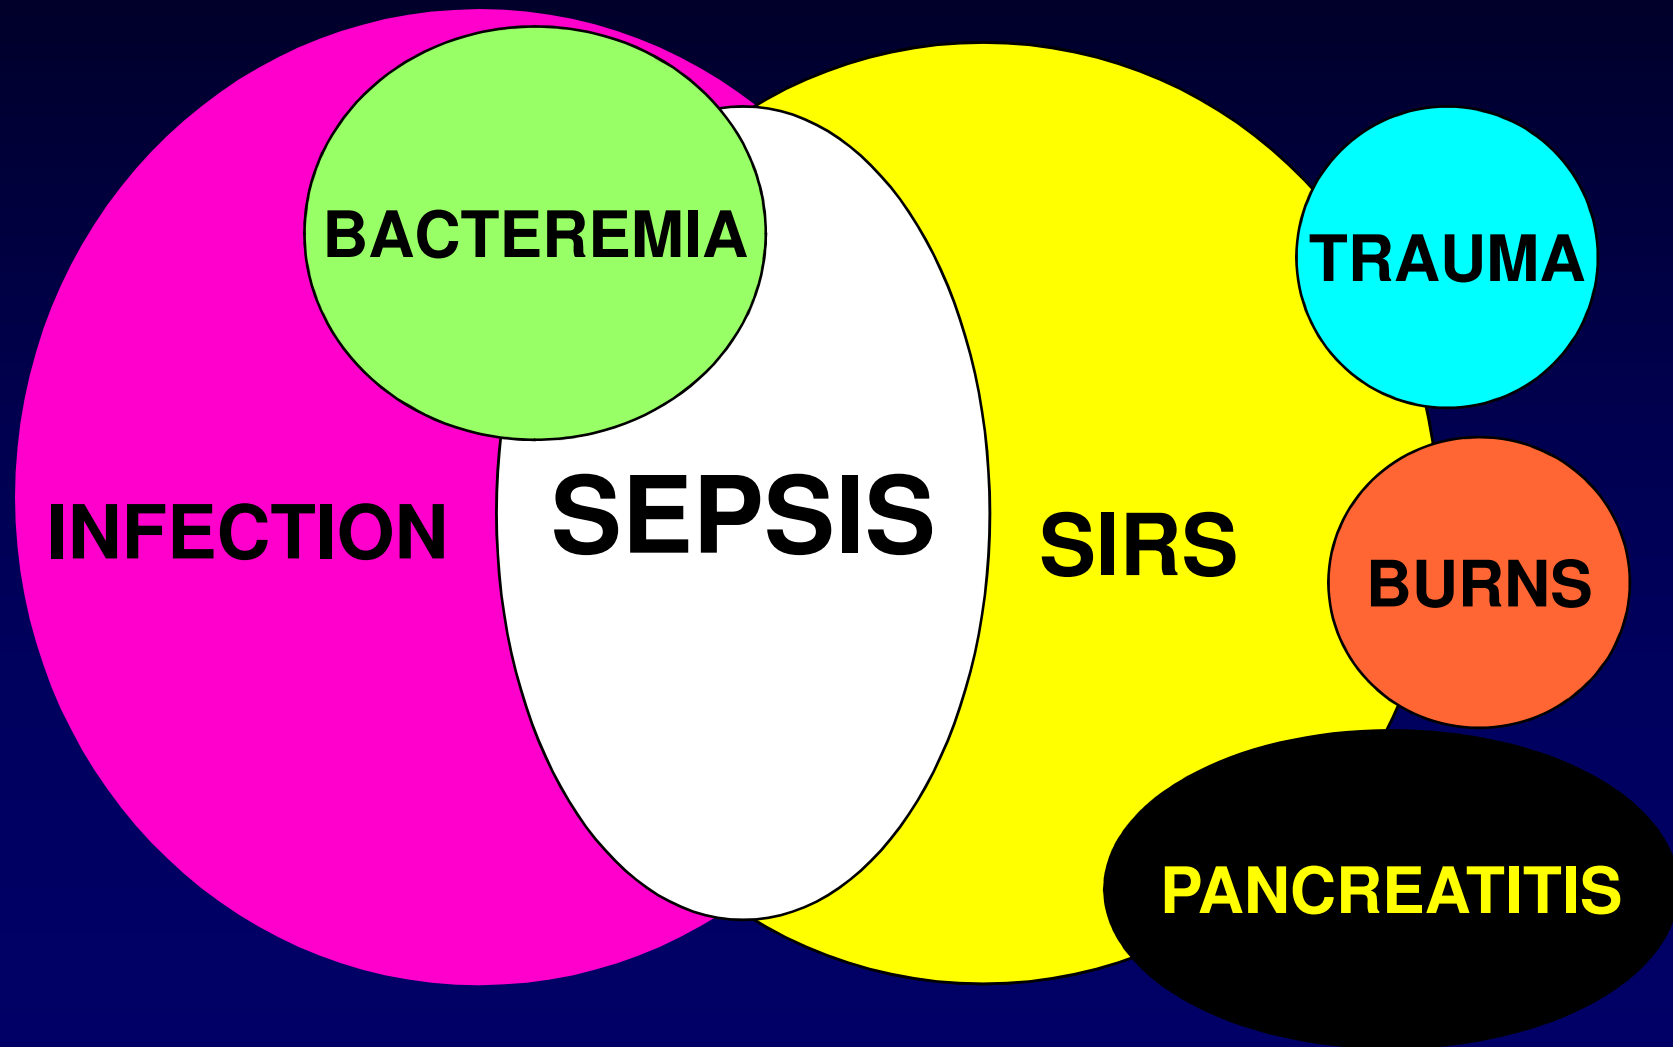 BACTEREMIA
TRAUMA
INFECTION
SEPSIS
SIRS
BURNS
PANCREATITIS